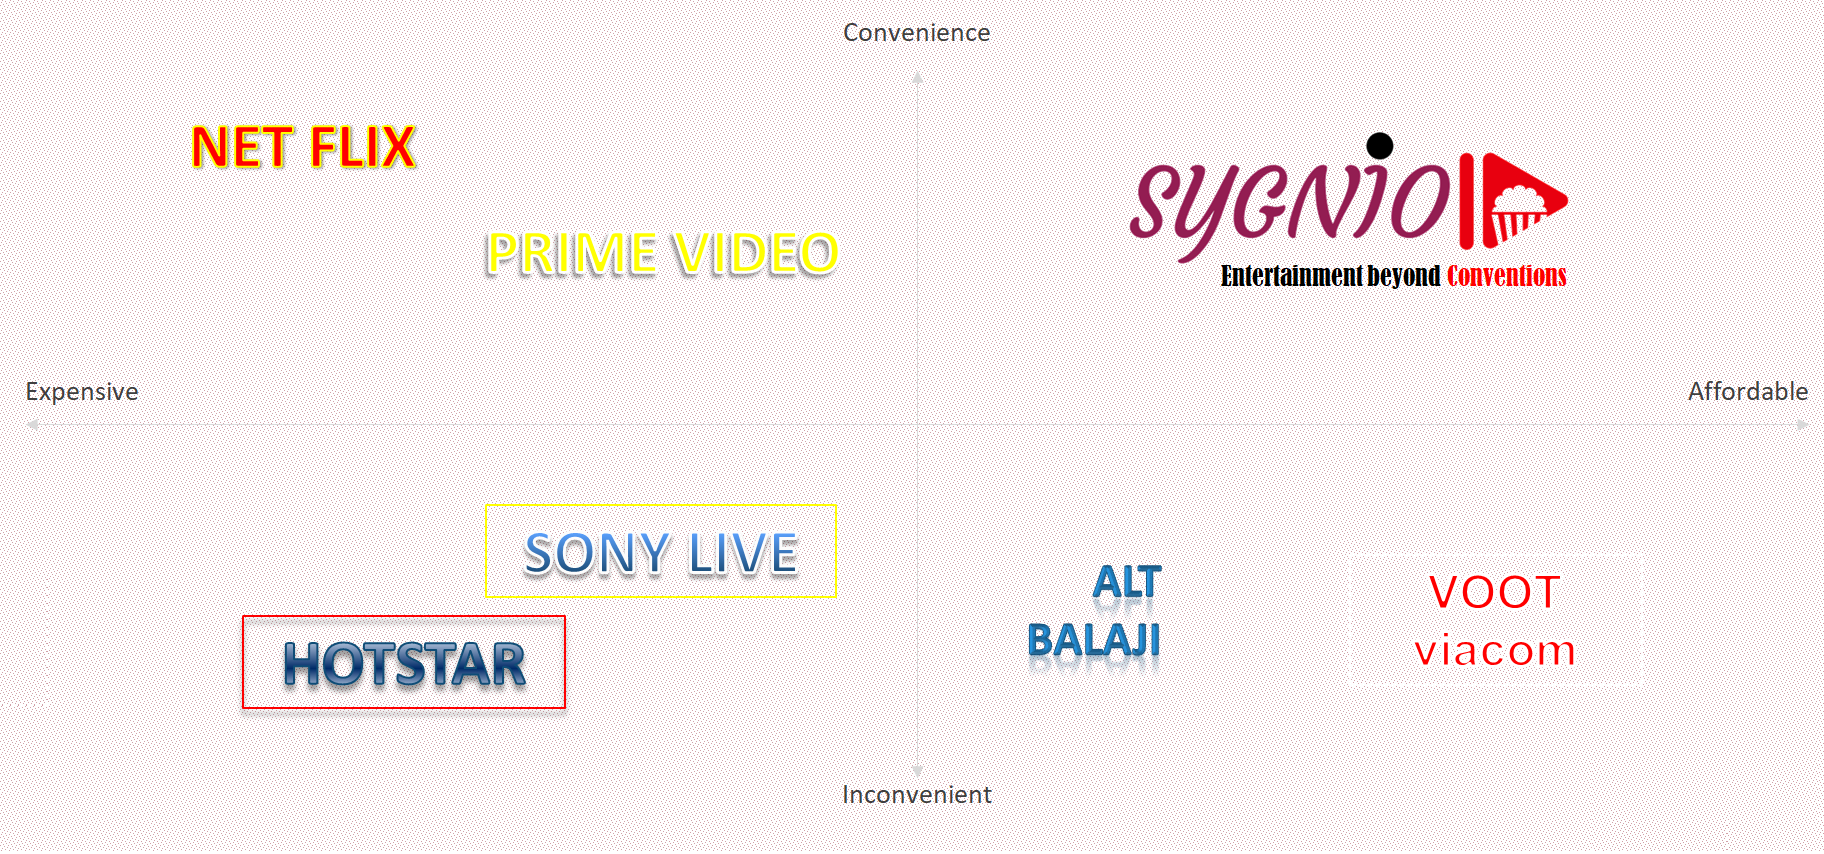 Convenience
NET FLIX
SYGNIO
PRIME VIDEO
Entertainment beyond Conventions
Expensive
Affordable
SONY LIVE
ALT
BALAJI
VOOT
viacom
HOTSTAR
Inconvenient